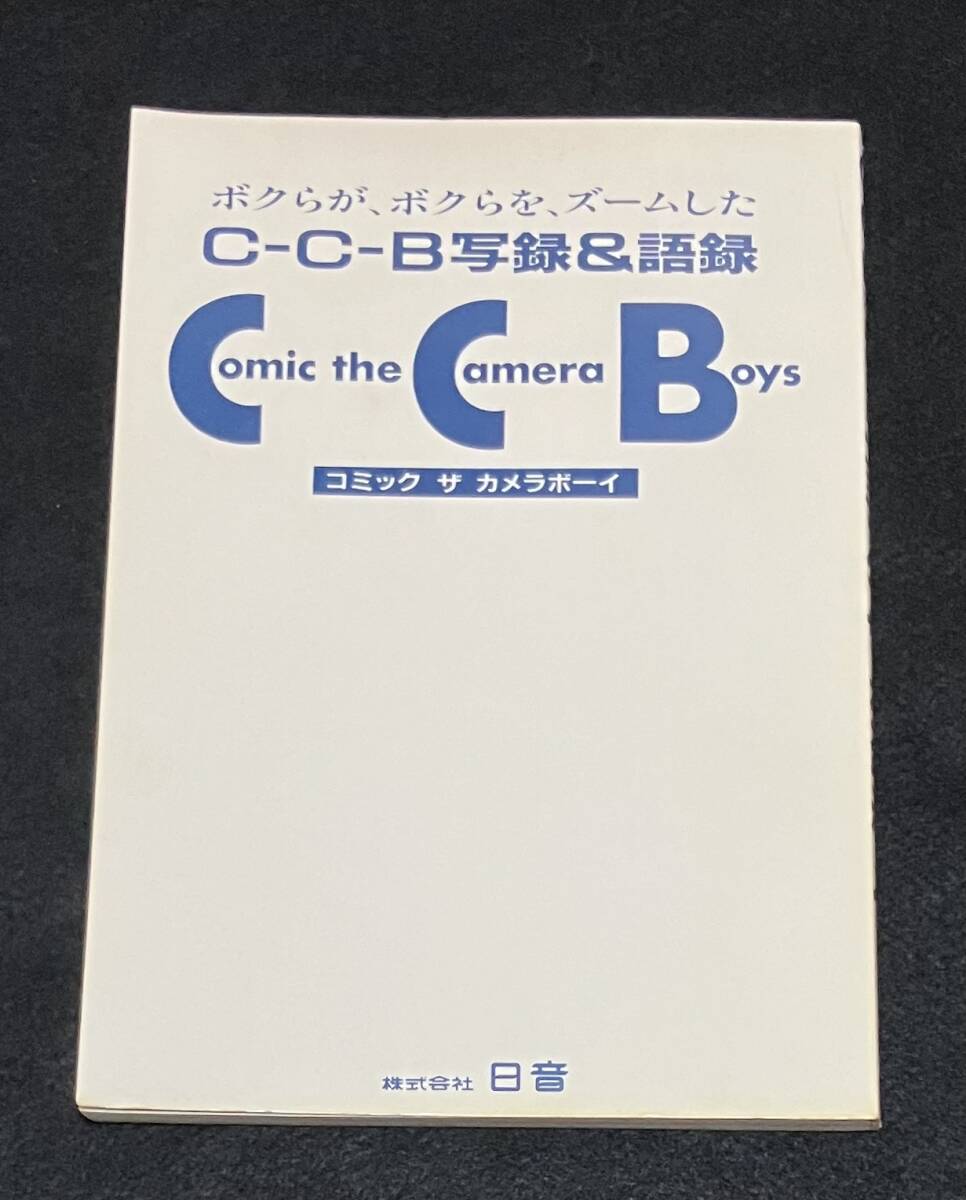 ボクらが、ボクらを、ズームした
C-C-B写録&語録
Comic the Camera Boys
コミック ザ カメラボーイ
株式会社 日音